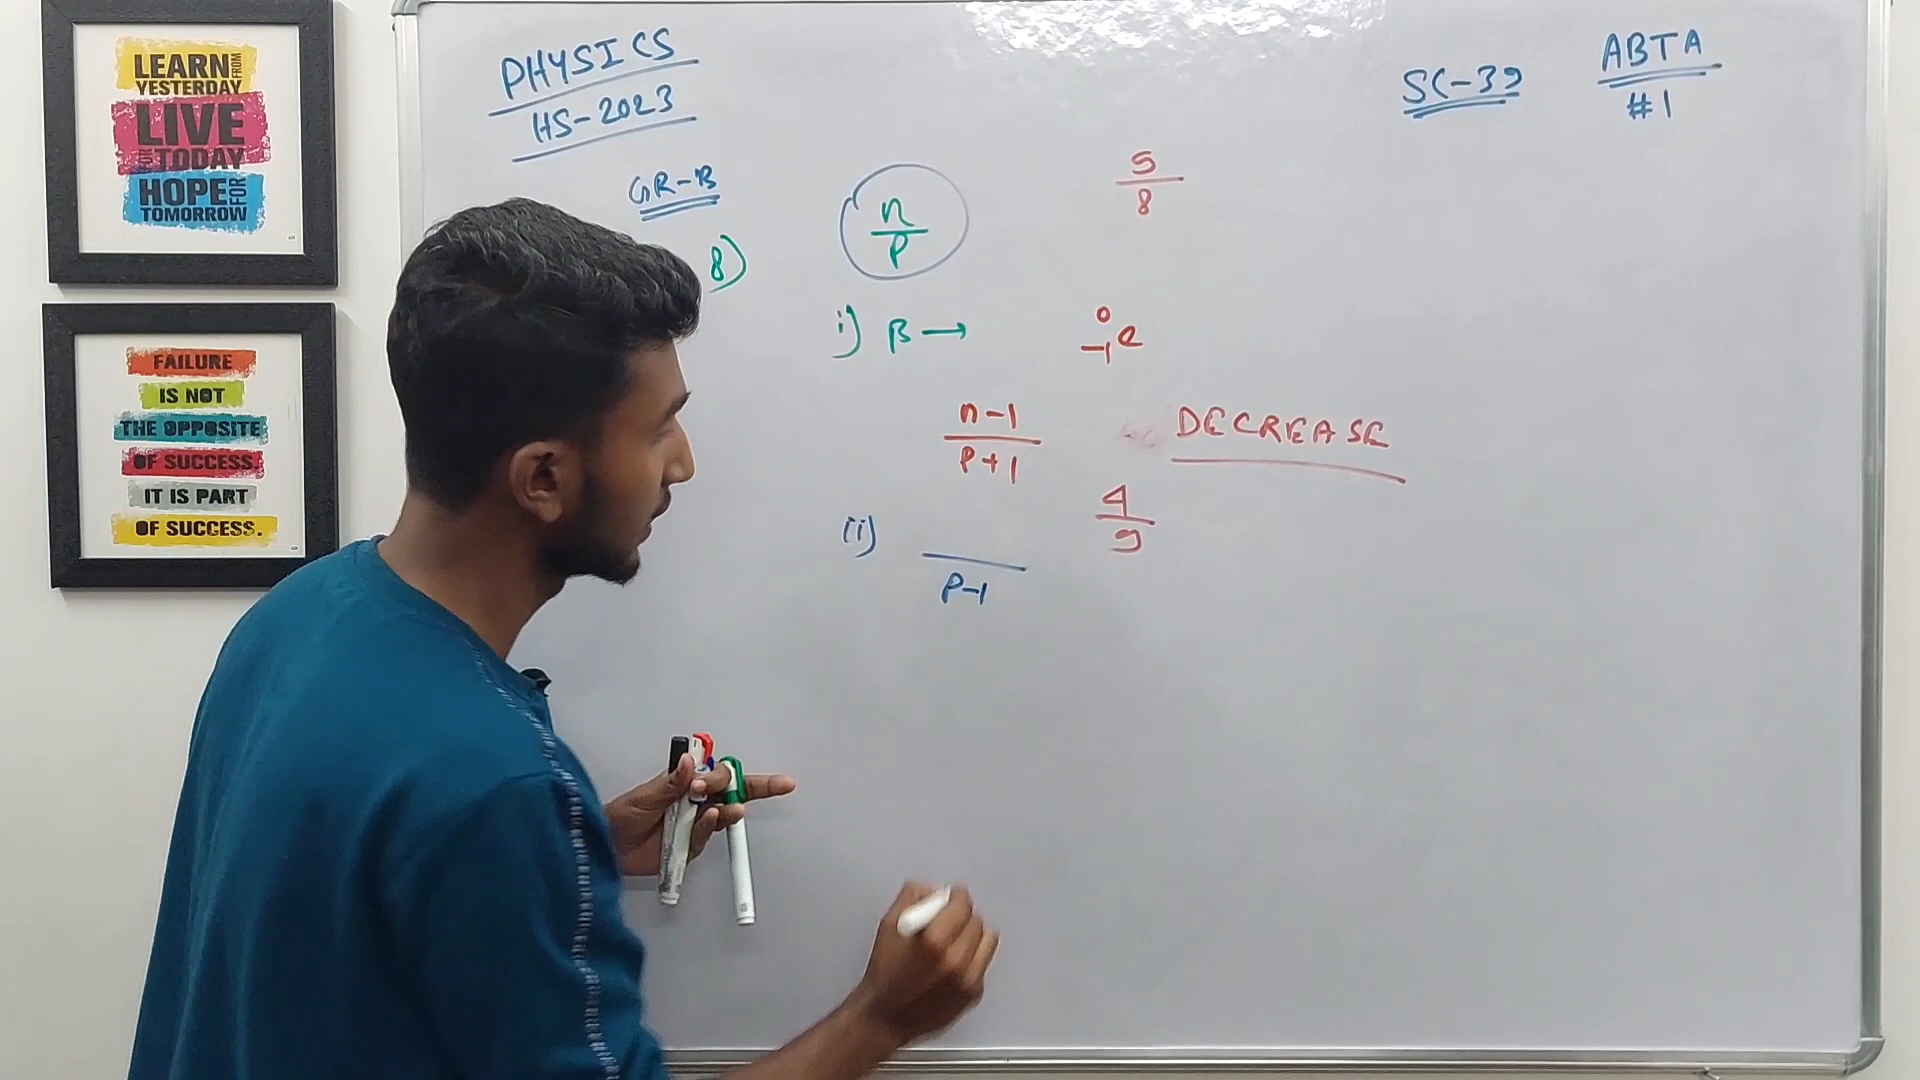 LEARN FROM
YESTERDAY
LIVE
FOR TODAY
HOPE FOR
TOMORROW
FAILURE
IS NOT
THE OPPOSITE
OF SUCCESS.
IT IS PART
OF SUCCESS.
PHYSICS
HS-2023
SC-39
ABTA
#1
GR-B
8)
n
P
5
8
i) β →
0
-1 e
n-1
P+1
DECREASE
4
9
ii)
P-1